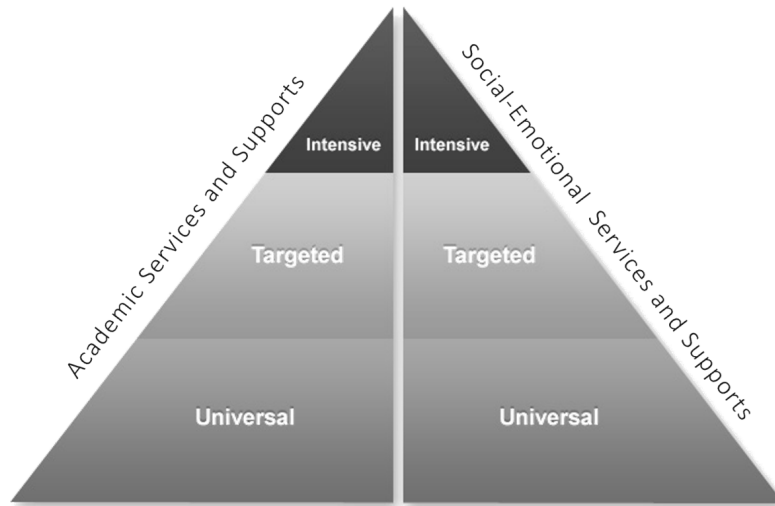 Academic Services and Supports
Social-Emotional Services and Supports
Intensive
Intensive
Targeted
Targeted
Universal
Universal